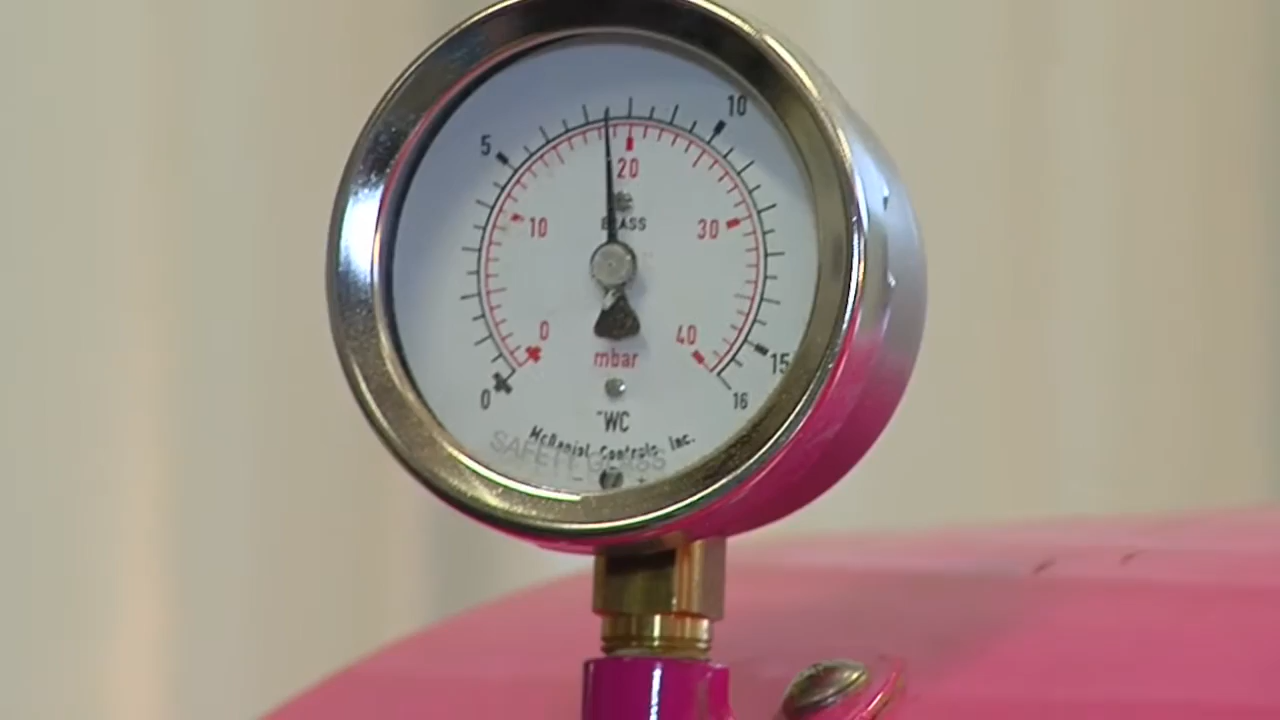 10
5
20
BRASS
10
30
0
40
mbar
15
0
16
"WC
McDaniel Controls, Inc.
SAFETY GLASS
- +